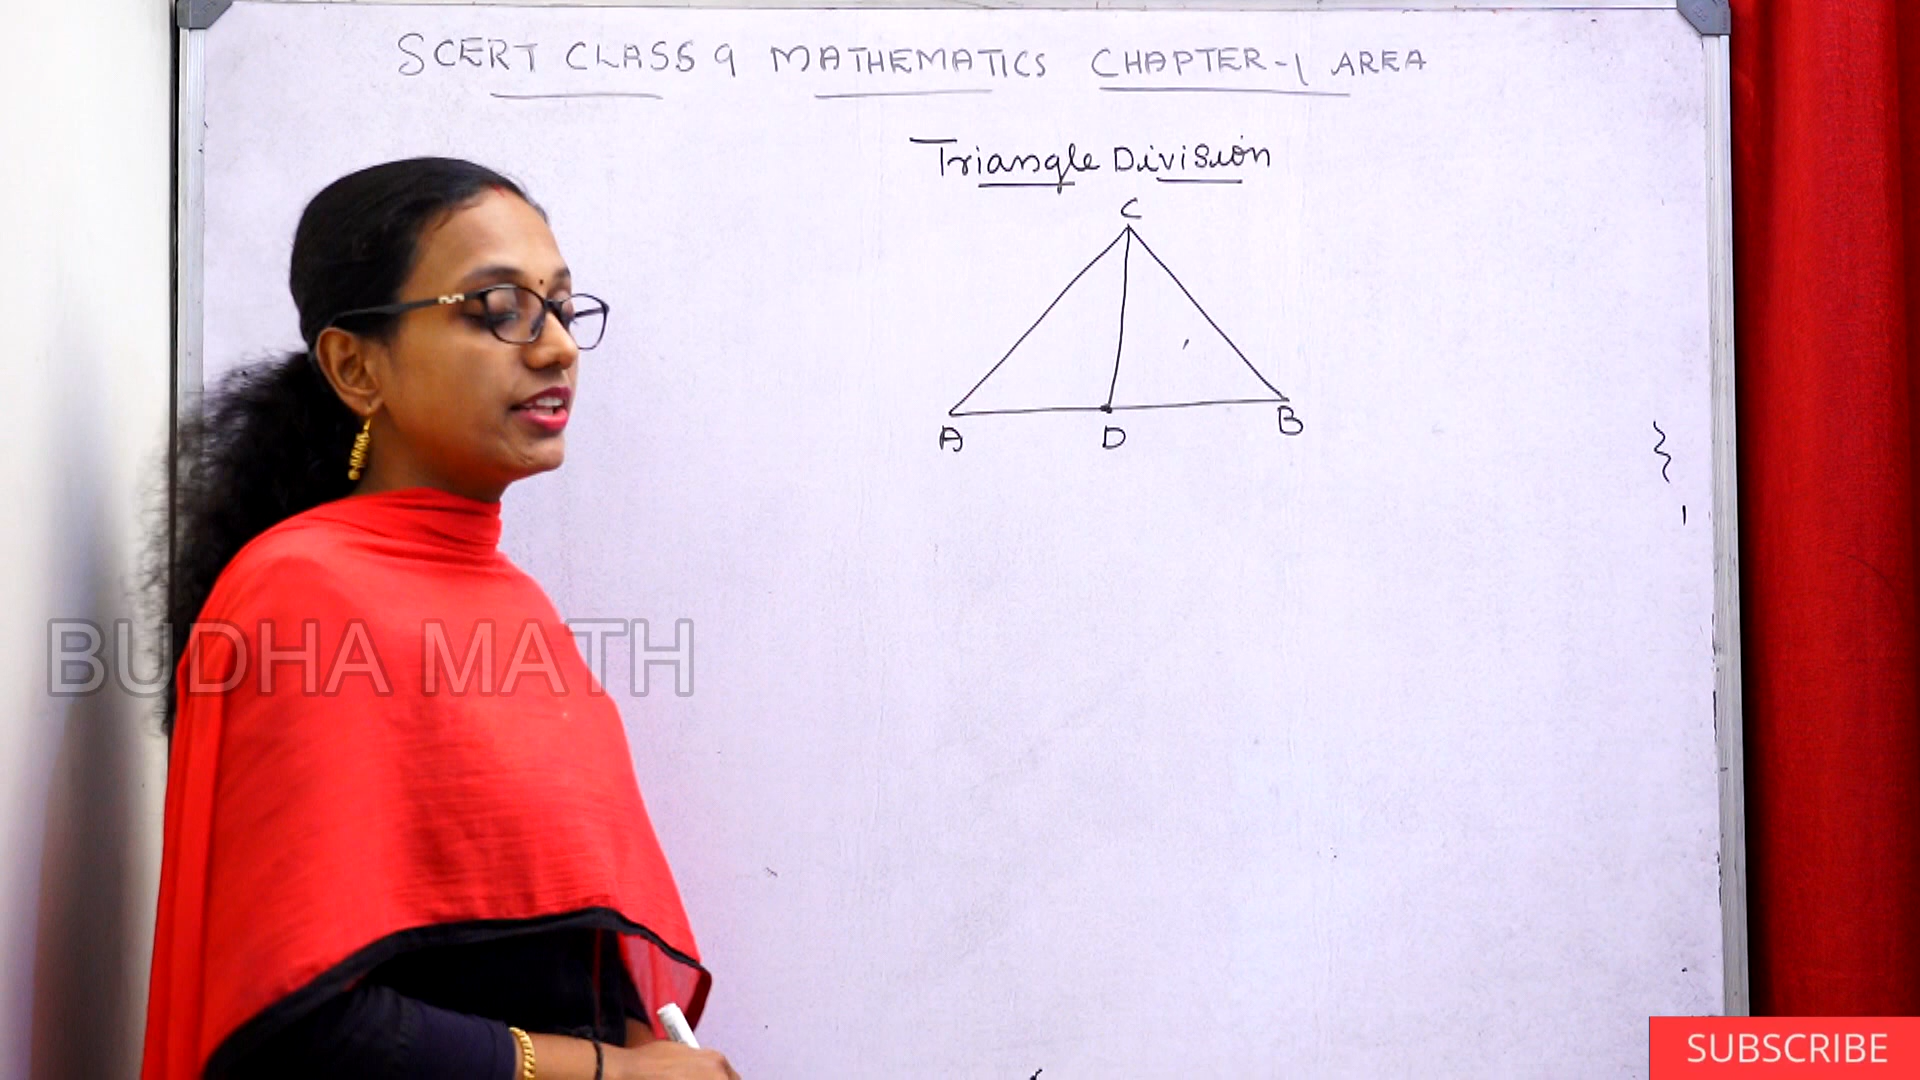 SCERT CLASS 9 MATHEMATICS CHAPTER-1 AREA
Triangle Division
C
A D B
BUDHA MATH
SUBSCRIBE